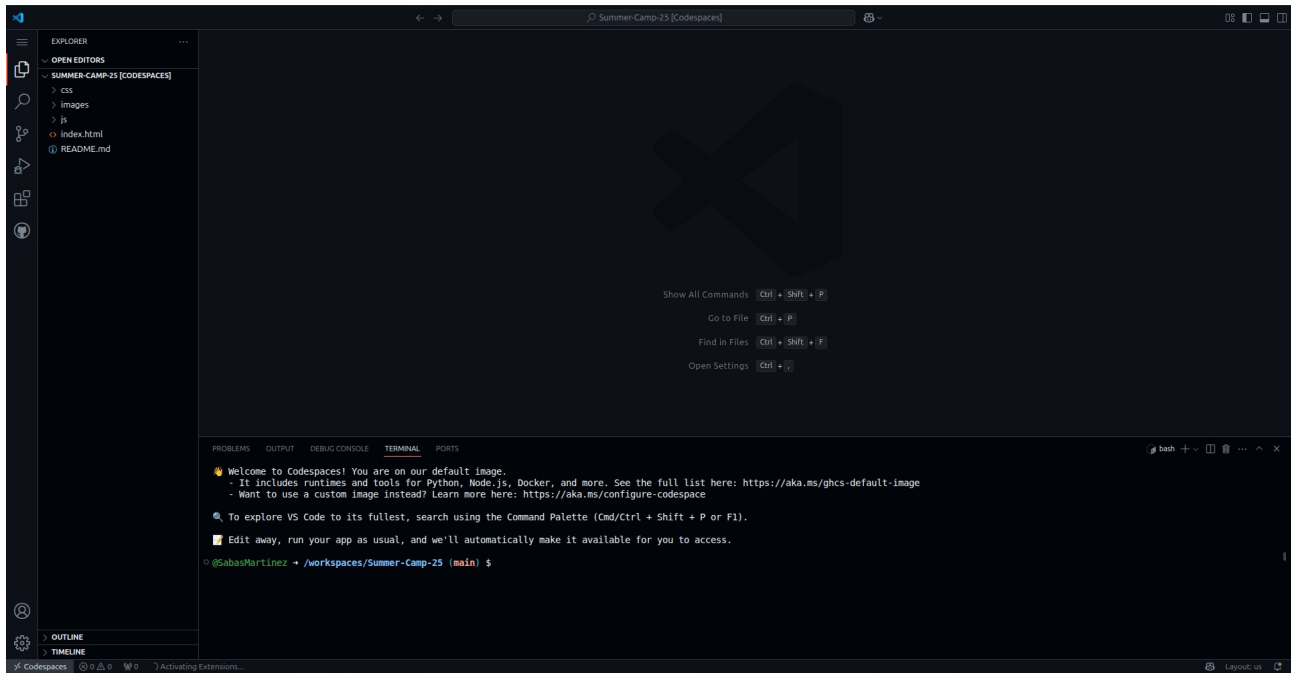 Summer-Camp-25 [Codespaces]
EXPLORER
OPEN EDITORS
SUMMER-CAMP-25 [CODESPACES]
css
images
js
index.html
README.md
Show All Commands Ctrl + Shift + P
Go to File Ctrl + P
Find in Files Ctrl + Shift + F
Open Settings Ctrl + ,
PROBLEMS OUTPUT DEBUG CONSOLE TERMINAL PORTS bash
👋 Welcome to Codespaces! You are on our default image.
- It includes runtimes and tools for Python, Node.js, Docker, and more. See the full list here: https://aka.ms/ghcs-default-image
- Want to use a custom image instead? Learn more here: https://aka.ms/configure-codespace
🔍 To explore VS Code to its fullest, search using the Command Palette (Cmd/Ctrl + Shift + P or F1).
📝 Edit away, run your app as usual, and we'll automatically make it available for you to access.
@SabasMartinez → /workspaces/Summer-Camp-25 (main) $
OUTLINE
TIMELINE
Codespaces 0 0 0 Activating Extensions... Layout: us